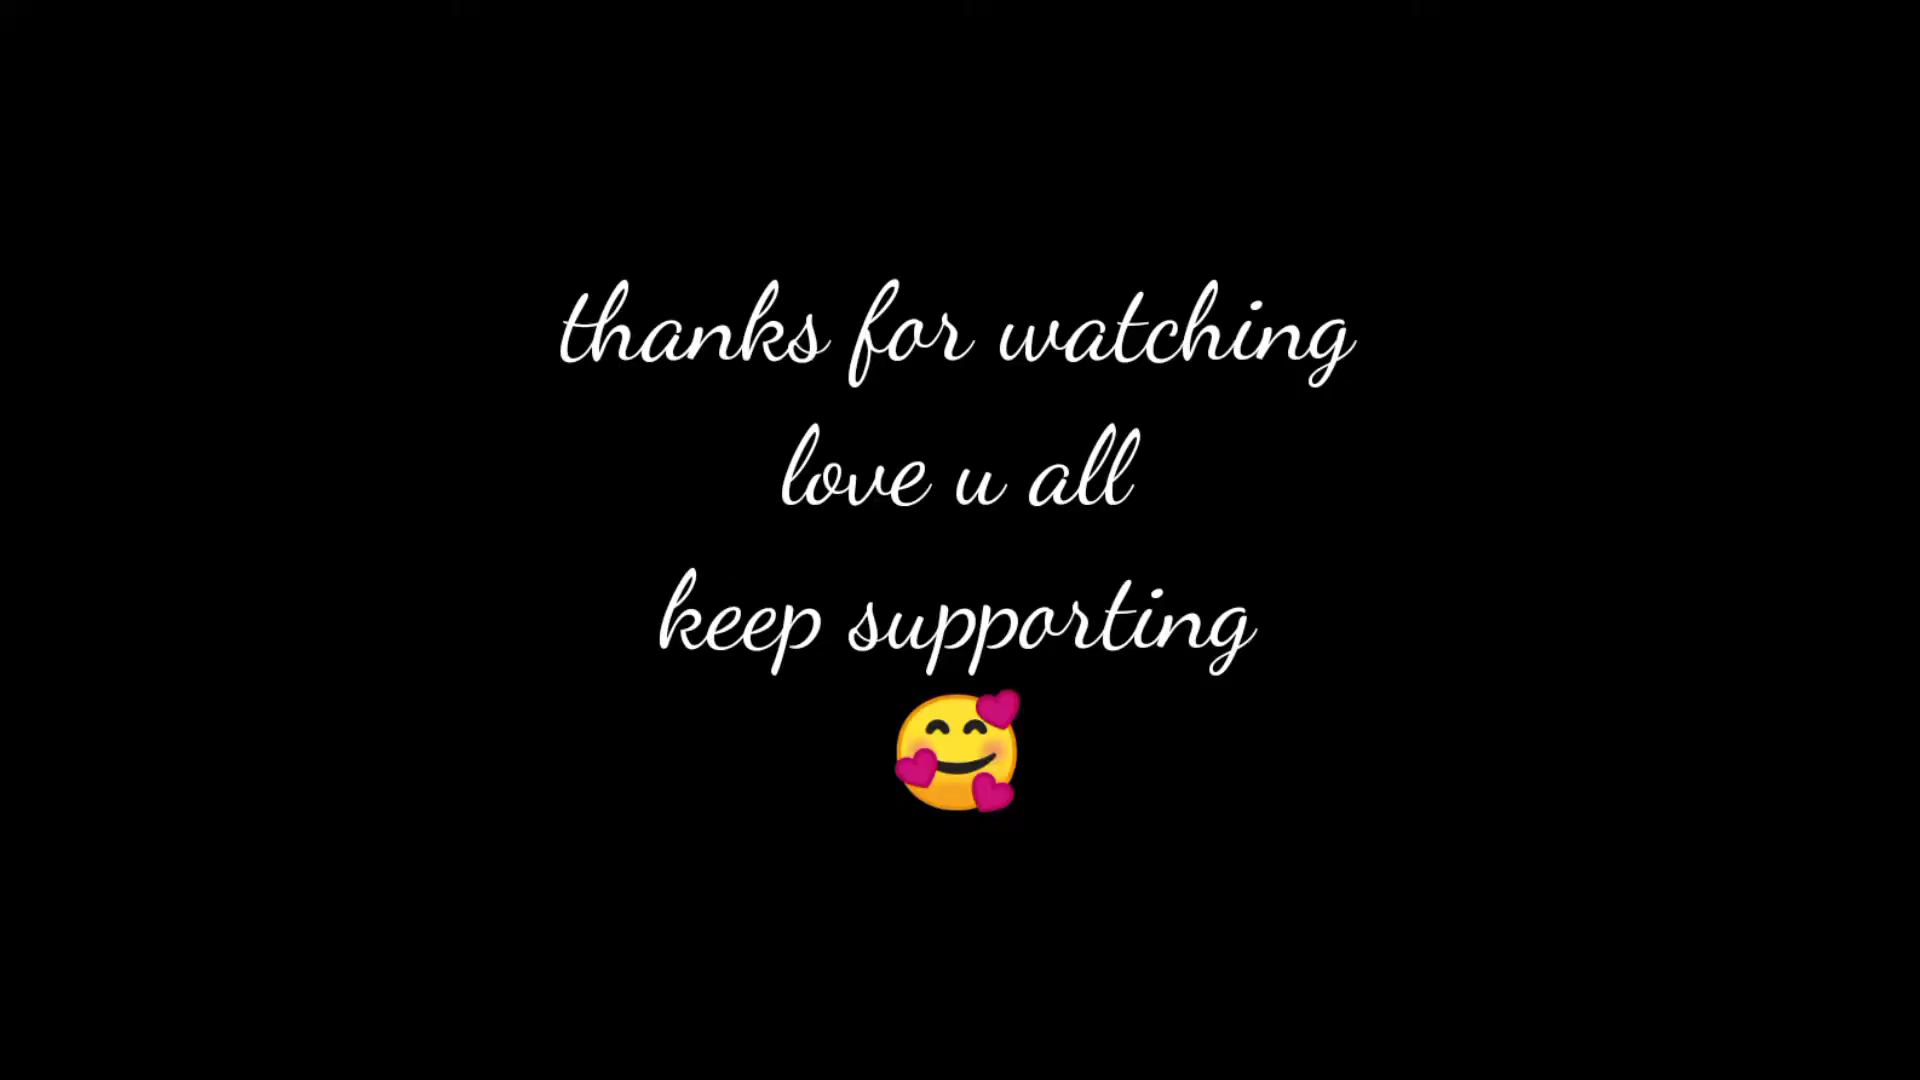 thanks for watching
love u all
keep supporting
🥰